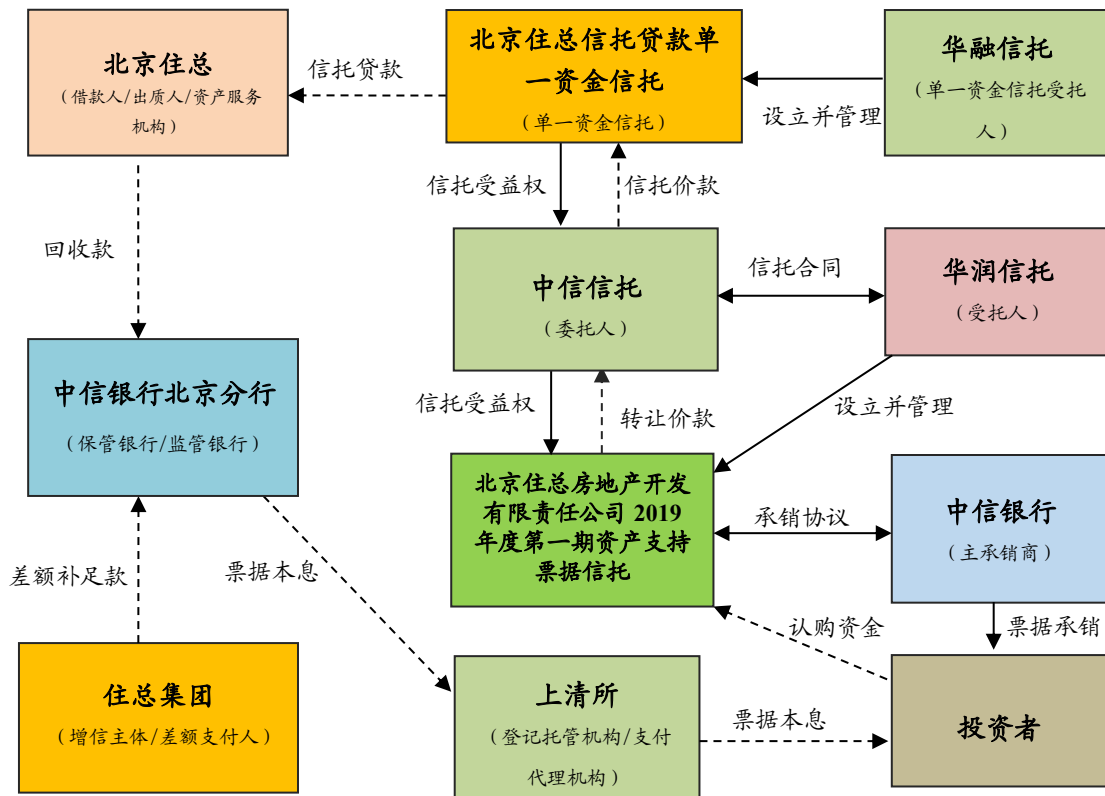 北京住总
（借款人/出质人/资产服务
机构）
信托贷款
北京住总信托贷款单
一资金信托
（单一资金信托）
设立并管理
华融信托
（单一资金信托受托
人）
信托受益权
信托价款
回收款
中信信托
（委托人）
信托合同
华润信托
（受托人）
中信银行北京分行
（保管银行/监管银行）
信托受益权
转让价款
设立并管理
北京住总房地产开发
有限责任公司 2019
年度第一期资产支持
票据信托
承销协议
中信银行
（主承销商）
差额补足款
票据本息
认购资金
票据承销
住总集团
（增信主体/差额支付人）
上清所
（登记托管机构/支付
代理机构）
票据本息
投资者